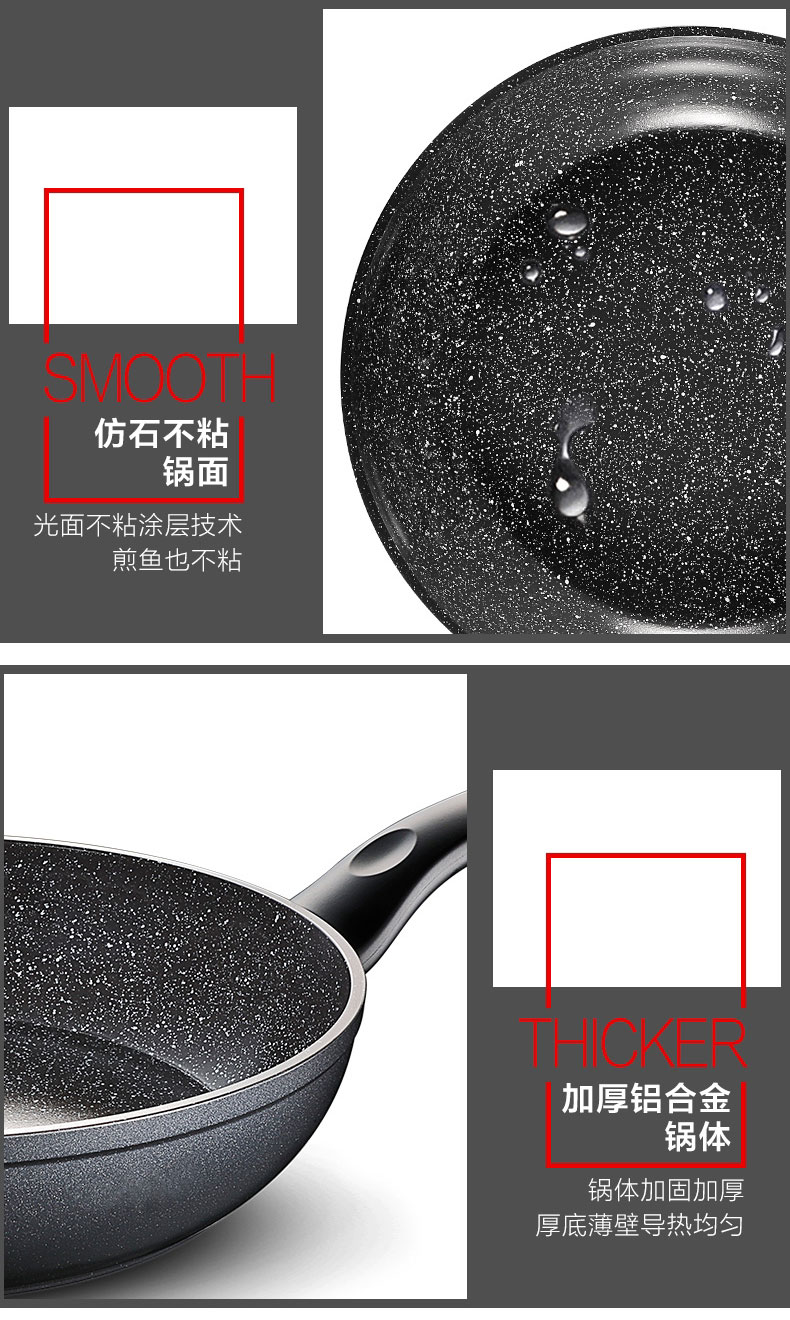 SMOOTH
仿石不粘
锅面
光面不粘涂层技术
煎鱼也不粘
THICKER
加厚铝合金
锅体
锅体加固加厚
厚底薄壁导热均匀